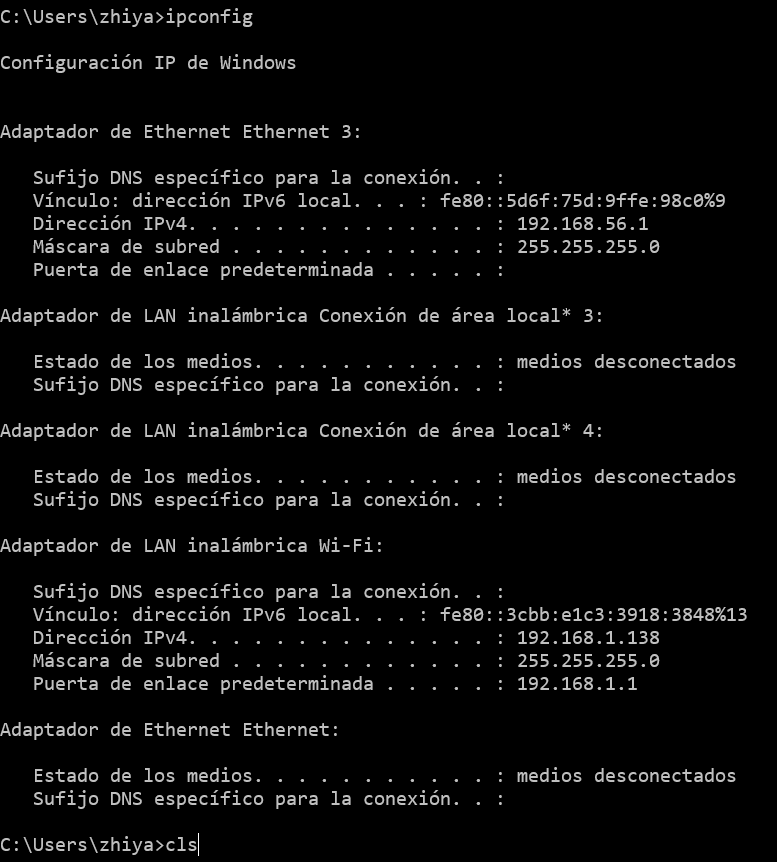 C:\Users\zhiya>ipconfig
Configuración IP de Windows
Adaptador de Ethernet Ethernet 3:
Sufijo DNS específico para la conexión. . :
Vínculo: dirección IPv6 local. . . : fe80::5d6f:75d:9ffe:98c0%9
Dirección IPv4. . . . . . . . . . . . . . : 192.168.56.1
Máscara de subred . . . . . . . . . . . . : 255.255.255.0
Puerta de enlace predeterminada . . . . . :
Adaptador de LAN inalámbrica Conexión de área local* 3:
Estado de los medios. . . . . . . . . . . : medios desconectados
Sufijo DNS específico para la conexión. . :
Adaptador de LAN inalámbrica Conexión de área local* 4:
Estado de los medios. . . . . . . . . . . : medios desconectados
Sufijo DNS específico para la conexión. . :
Adaptador de LAN inalámbrica Wi-Fi:
Sufijo DNS específico para la conexión. . :
Vínculo: dirección IPv6 local. . . : fe80::3cbb:e1c3:3918:3848%13
Dirección IPv4. . . . . . . . . . . . . . : 192.168.1.138
Máscara de subred . . . . . . . . . . . . : 255.255.255.0
Puerta de enlace predeterminada . . . . . : 192.168.1.1
Adaptador de Ethernet Ethernet:
Estado de los medios. . . . . . . . . . . : medios desconectados
Sufijo DNS específico para la conexión. . :
C:\Users\zhiya>cls